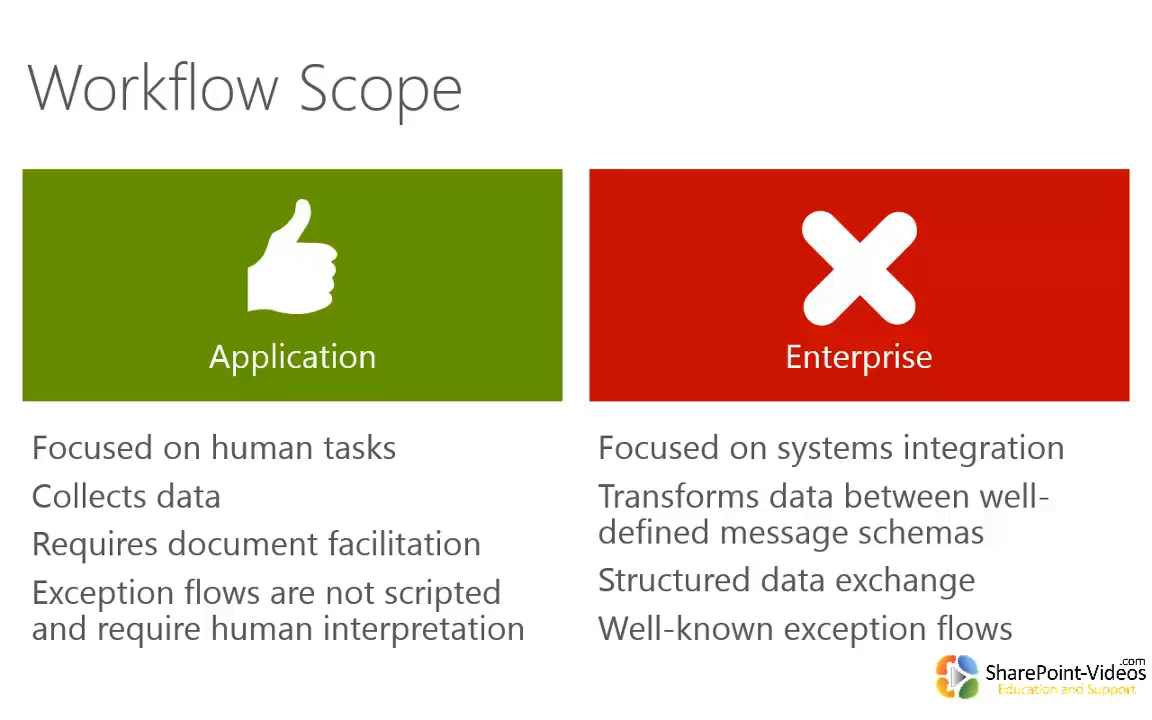 Workflow Scope
Application
Focused on human tasks
Collects data
Requires document facilitation
Exception flows are not scripted
and require human interpretation
Enterprise
Focused on systems integration
Transforms data between well-
defined message schemas
Structured data exchange
Well-known exception flows
.com
SharePoint-Videos
Education and Support